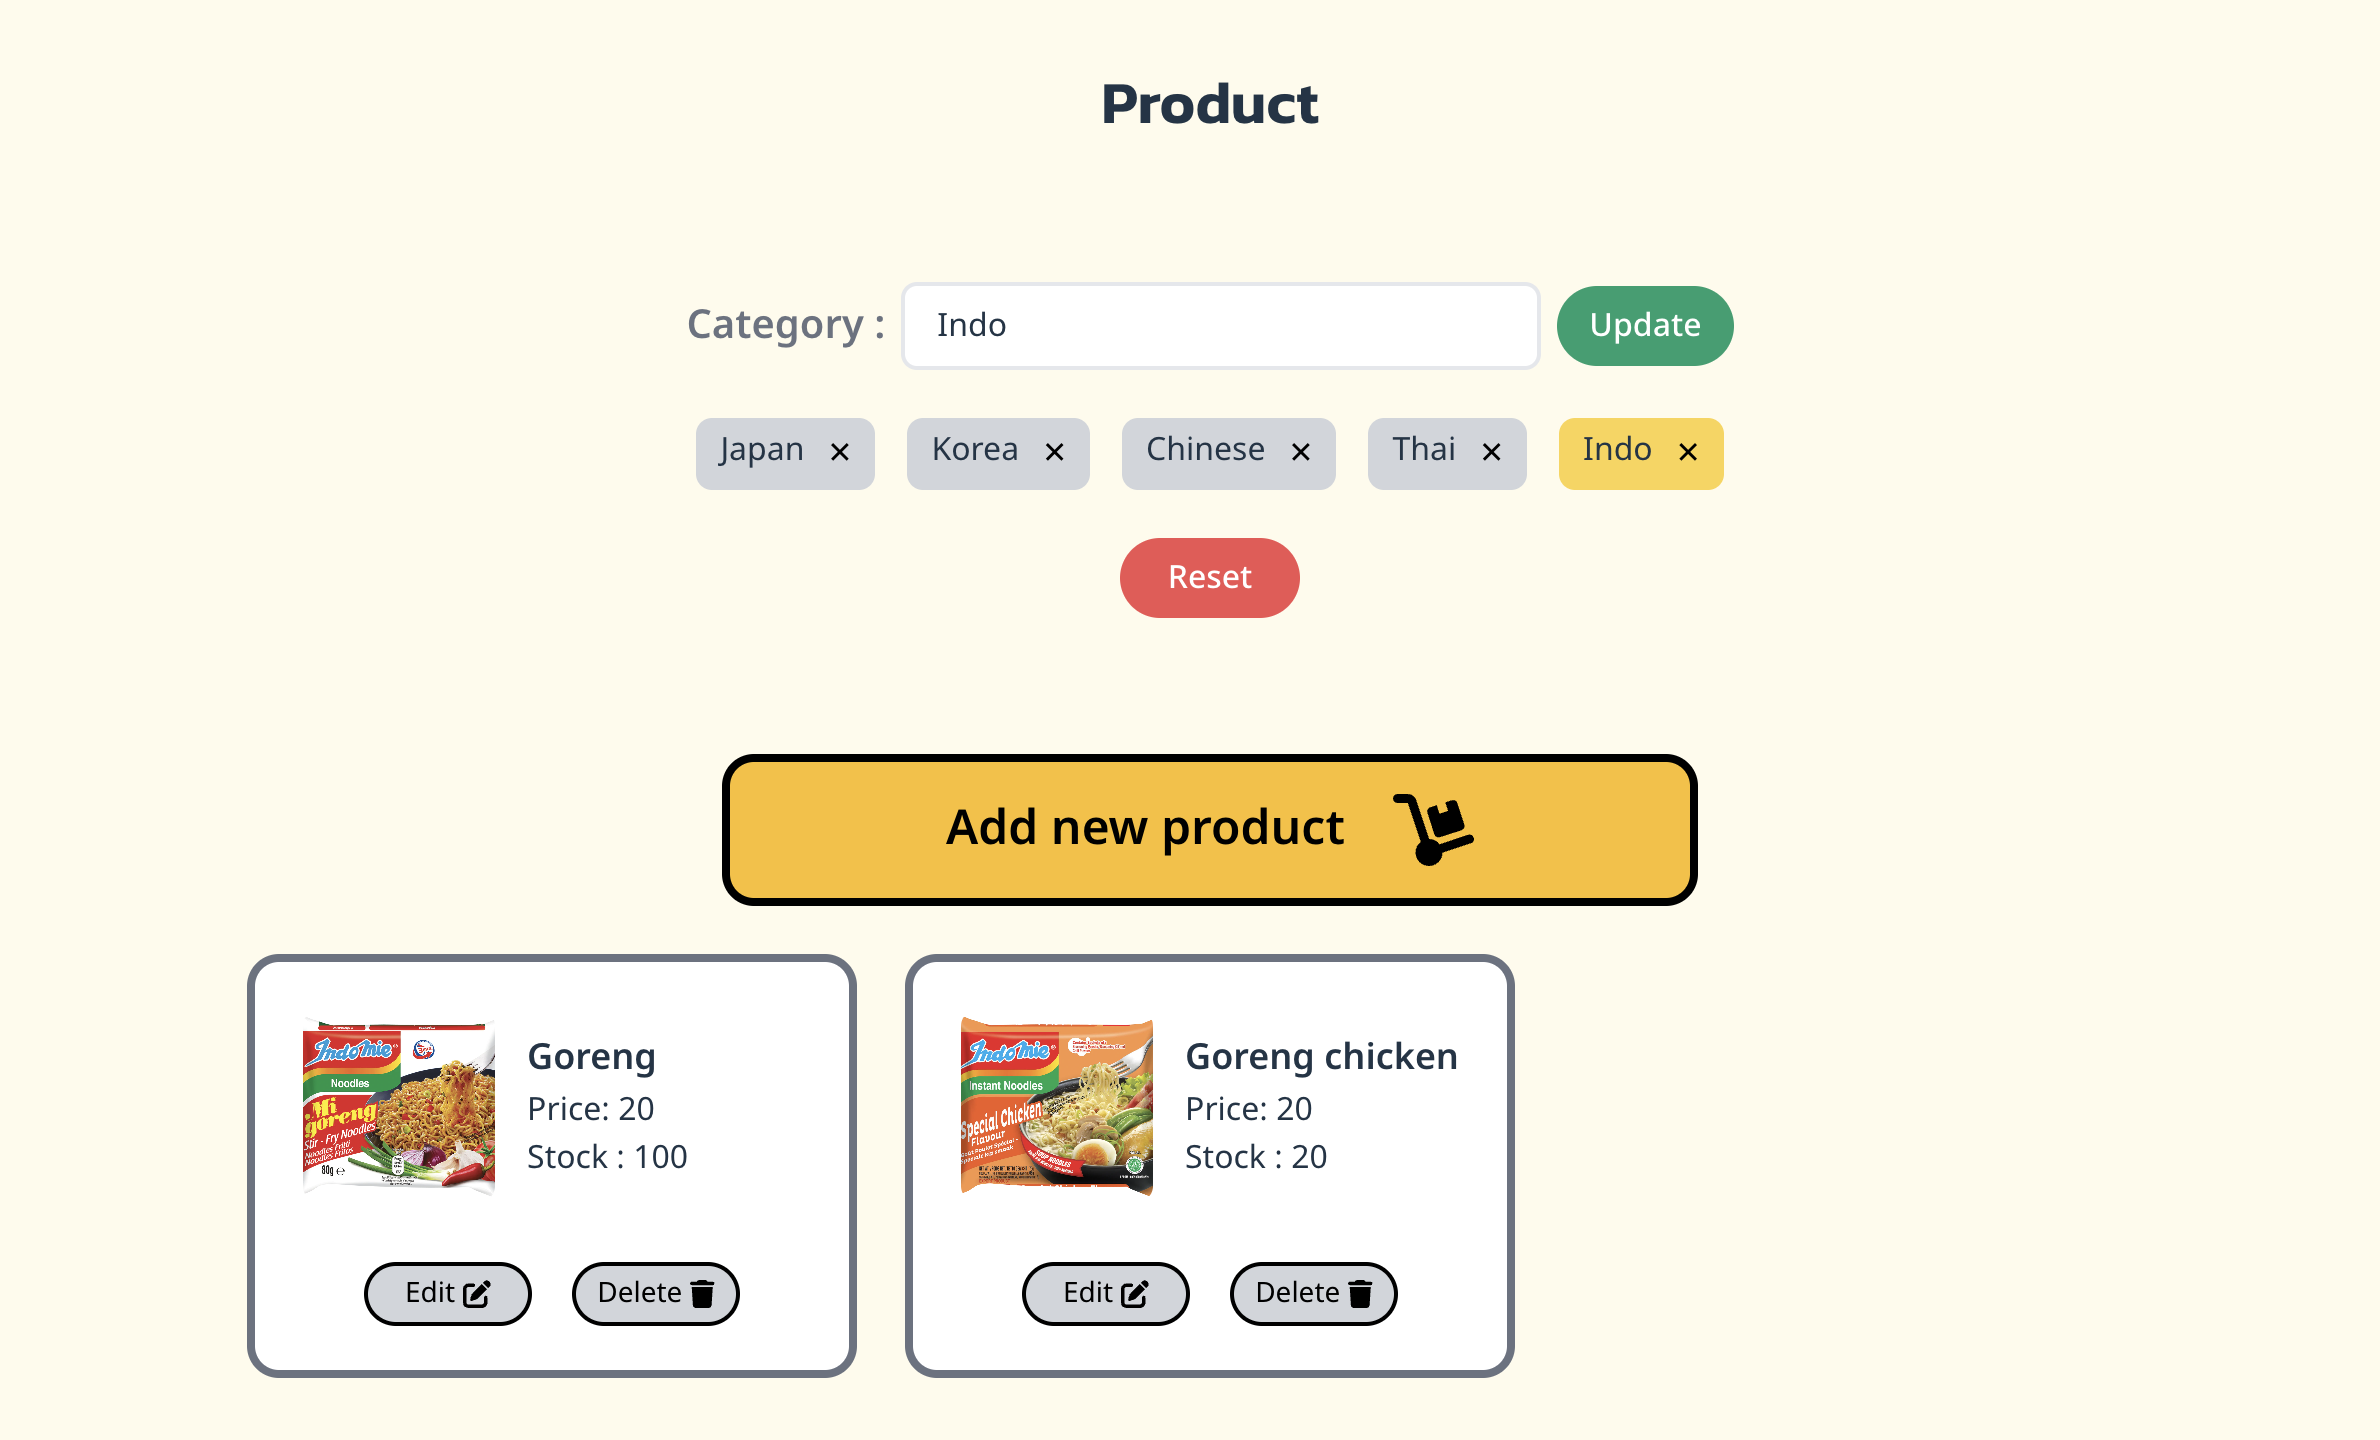 Product
Category : Indo Update
Japan × Korea × Chinese × Thai × Indo ×
Reset
Add new product
Indomie
Noodles
Mi
goreng
Stir - Fry Noodles
80g ℮
Goreng
Price: 20
Stock : 100
Edit Delete
Indomie
Instant Noodles
Special Chicken
Flavour
Goreng chicken
Price: 20
Stock : 20
Edit Delete